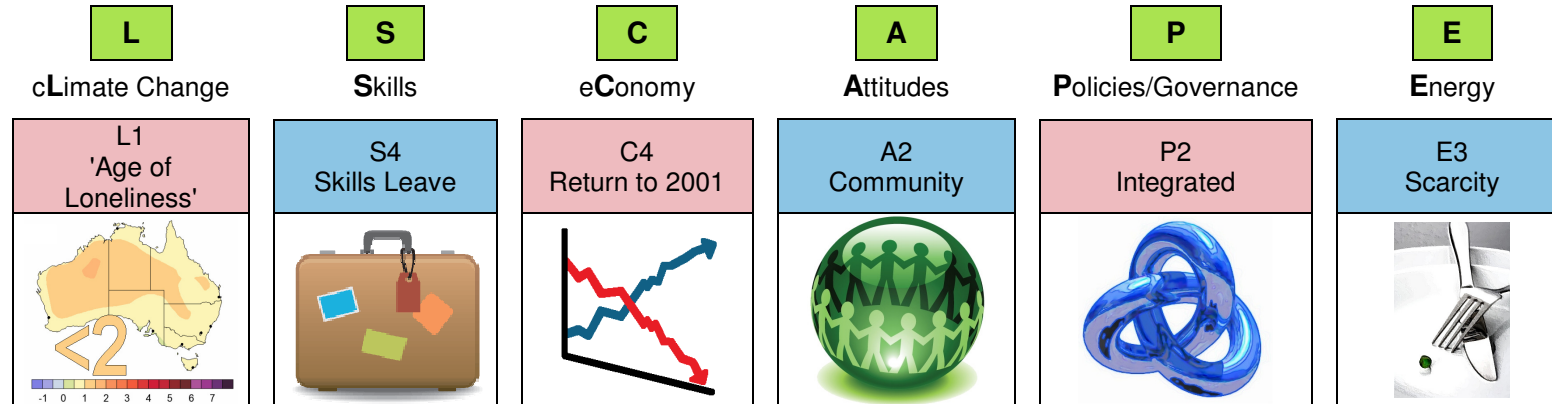 L
S
C
A
P
E
cLimate Change
Skills
eConomy
Attitudes
Policies/Governance
Energy
L1
'Age of
Loneliness'
S4
Skills Leave
C4
Return to 2001
A2
Community
P2
Integrated
E3
Scarcity
<2
-1 0 1 2 3 4 5 6 7